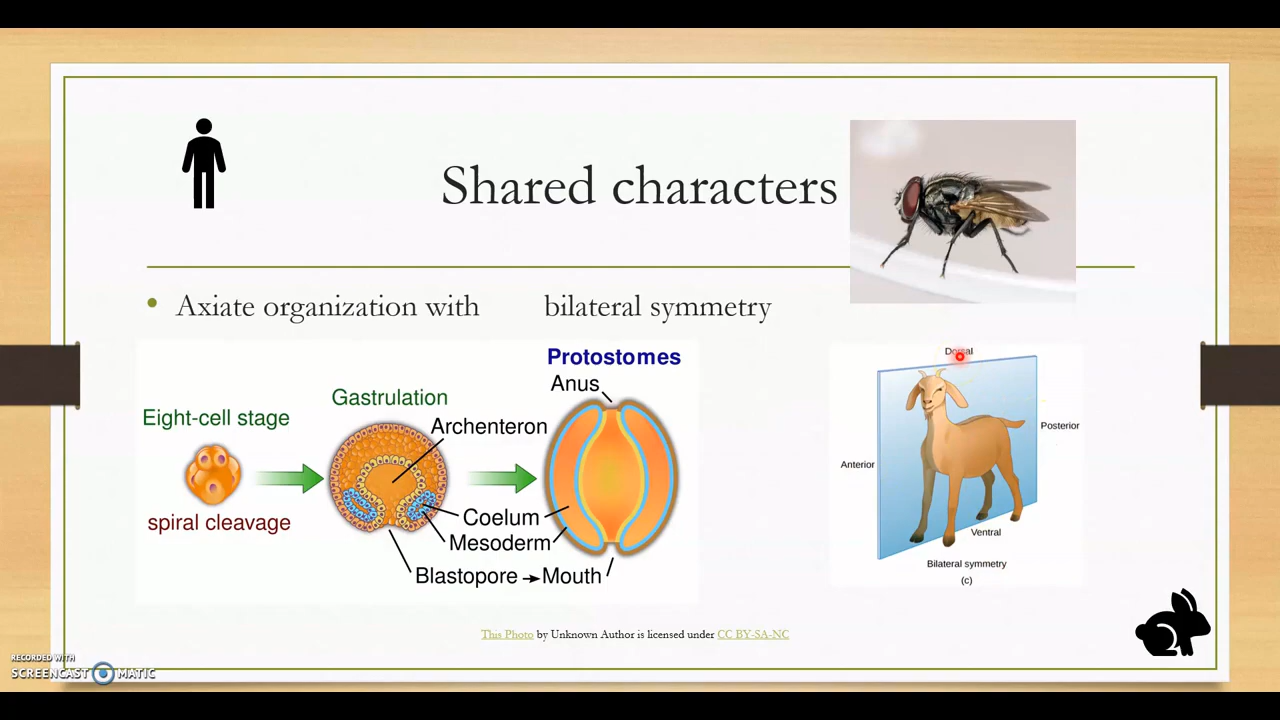 Shared characters
• Axiate organization with bilateral symmetry
Protostomes
Anus
Gastrulation
Archenteron
Eight-cell stage
spiral cleavage
Coelum
Mesoderm
Blastopore → Mouth
Dorsal
Posterior
Anterior
Ventral
Bilateral symmetry
(c)
This Photo by Unknown Author is licensed under CC BY-SA-NC
RECORDED WITH
SCREENCAST MATIC